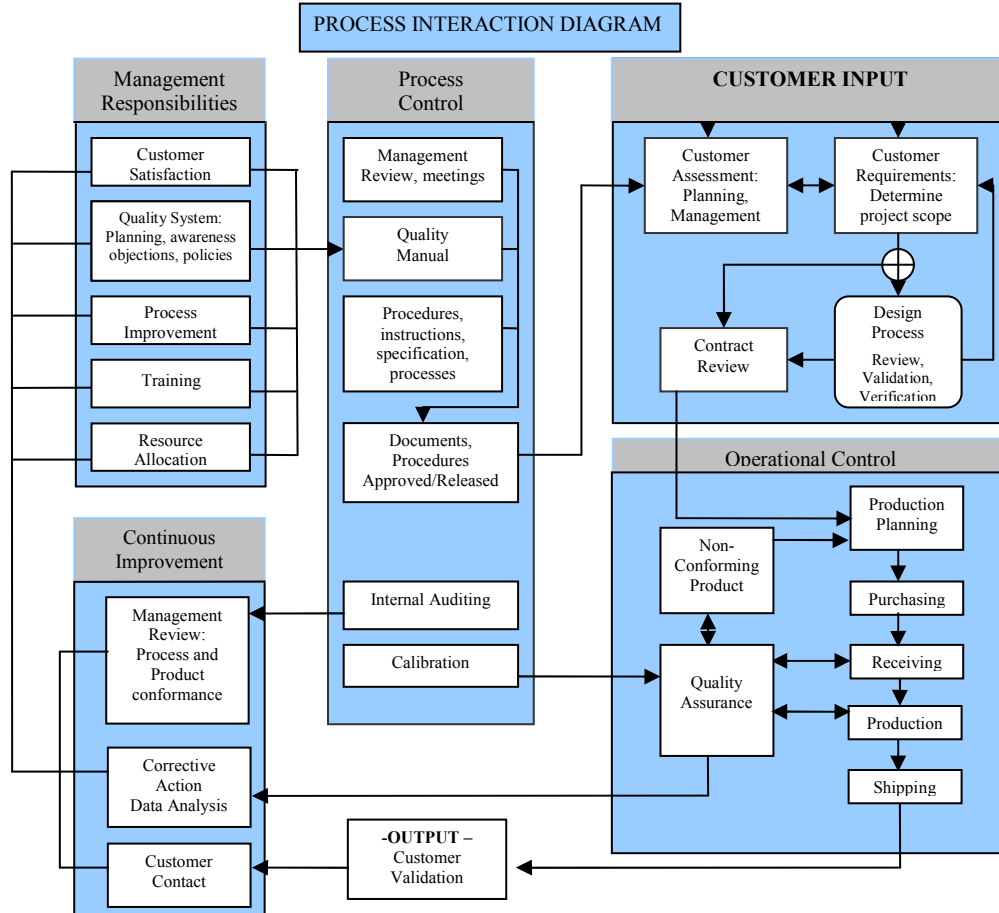 PROCESS INTERACTION DIAGRAM
Management
Responsibilities
Customer
Satisfaction
Quality System:
Planning, awareness
objections, policies
Process
Improvement
Training
Resource
Allocation
Process
Control
Management
Review, meetings
Quality
Manual
Procedures,
instructions,
specification,
processes
Documents,
Procedures
Approved/Released
Internal Auditing
Calibration
CUSTOMER INPUT
Customer
Assessment:
Planning,
Management
Customer
Requirements:
Determine
project scope
Contract
Review
Design
Process
Review,
Validation,
Verification
Operational Control
Production
Planning
Non-
Conforming
Product
Purchasing
Quality
Assurance
Receiving
Production
Shipping
Continuous
Improvement
Management
Review:
Process and
Product
conformance
Corrective
Action
Data Analysis
Customer
Contact
-OUTPUT –
Customer
Validation